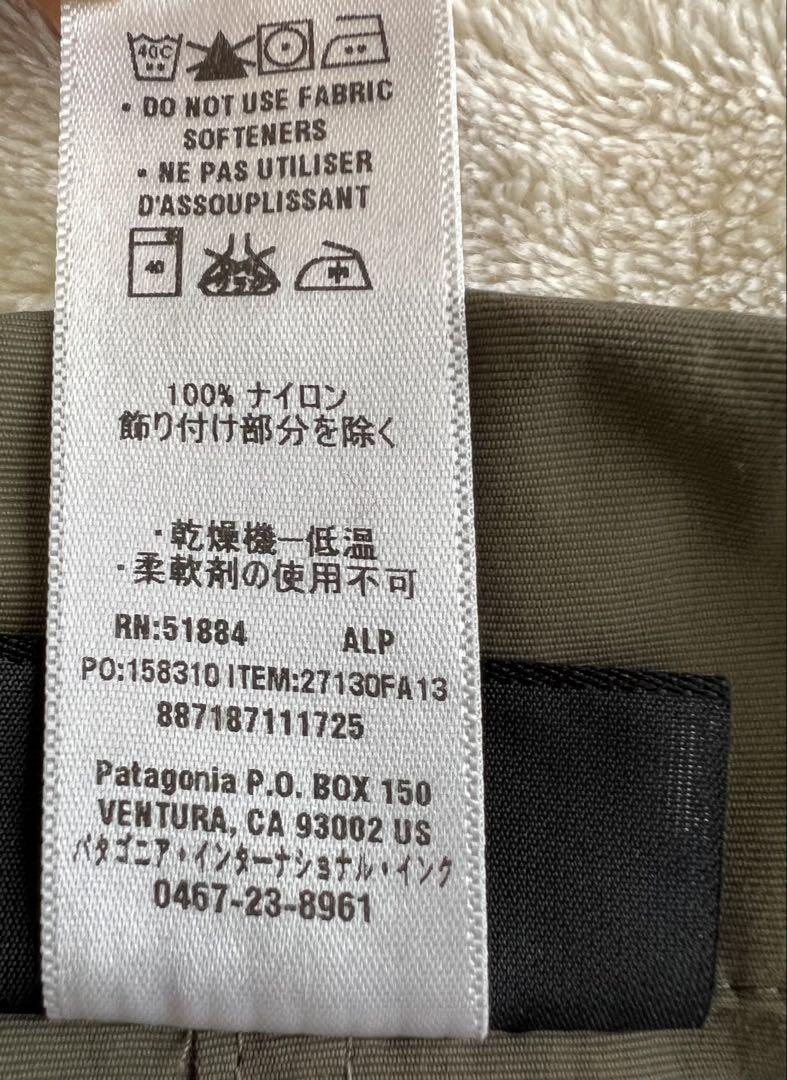 40C
• DO NOT USE FABRIC
SOFTENERS
• NE PAS UTILISER
D'ASSOUPLISSANT
40
中
100% ナイロン
飾り付け部分を除く
・乾燥機ー低温
・柔軟剤の使用不可
RN:51884 ALP
PO:158310 ITEM:27130FA13
887187111725
Patagonia P.O. BOX 150
VENTURA, CA 93002 US
パタゴニア・インターナショナル・インク
0467-23-8961